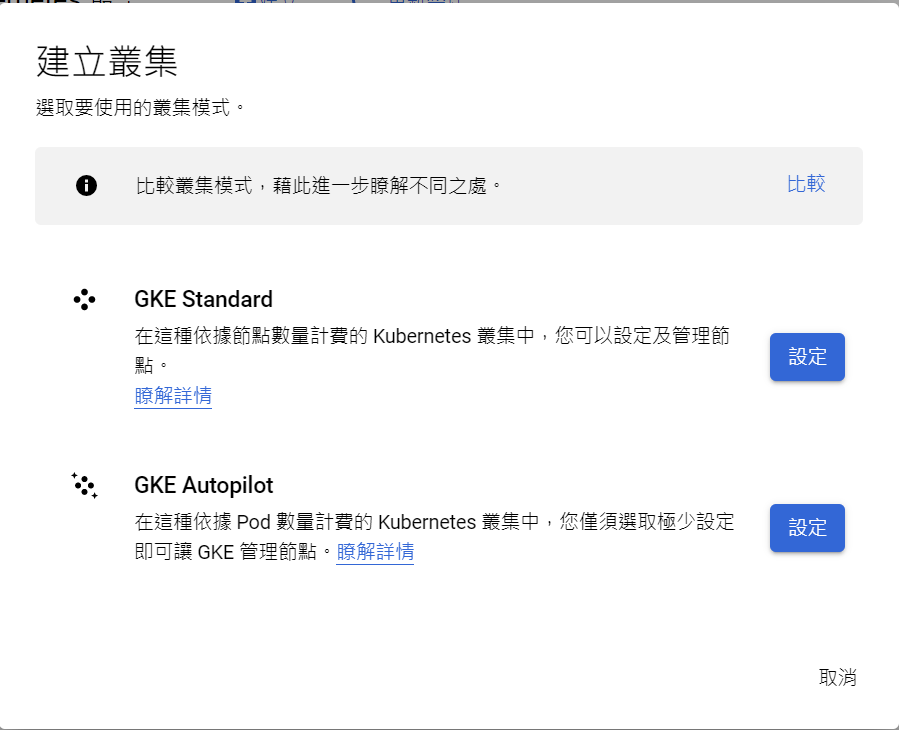 建立叢集
選取要使用的叢集模式。
比較叢集模式，藉此進一步瞭解不同之處。
比較
GKE Standard
在這種依據節點數量計費的 Kubernetes 叢集中，您可以設定及管理節
點。
瞭解詳情
設定
GKE Autopilot
在這種依據 Pod 數量計費的 Kubernetes 叢集中，您僅須選取極少設定
即可讓 GKE 管理節點。瞭解詳情
設定
取消